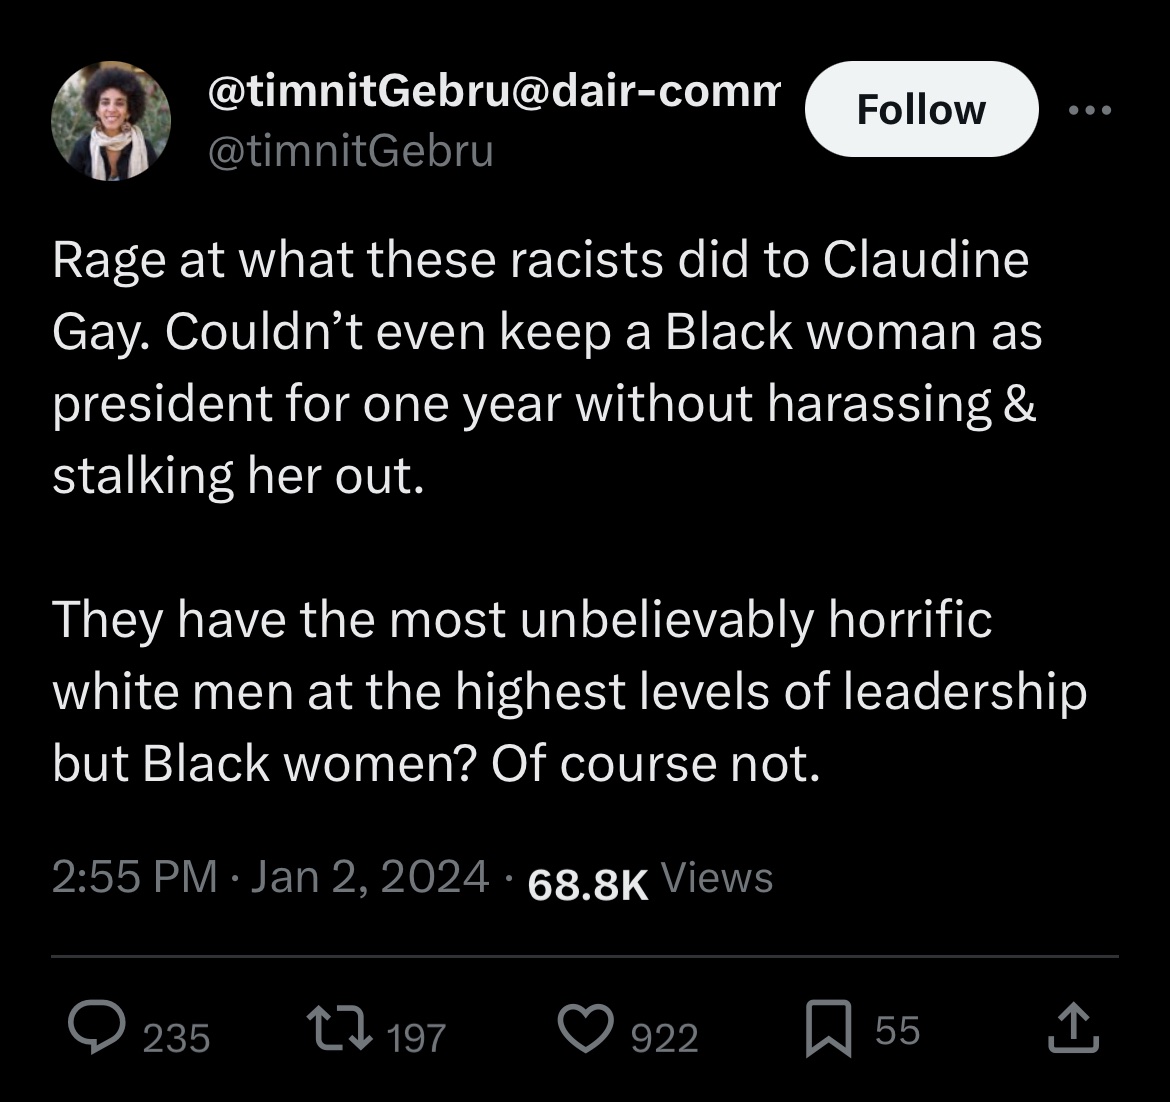 @timnitGebru@dair-comm
Follow
@timnitGebru
Rage at what these racists did to Claudine
Gay. Couldn’t even keep a Black woman as
president for one year without harassing &
stalking her out.
They have the most unbelievably horrific
white men at the highest levels of leadership
but Black women? Of course not.
2:55 PM · Jan 2, 2024 · 68.8K Views
235 197 922 55